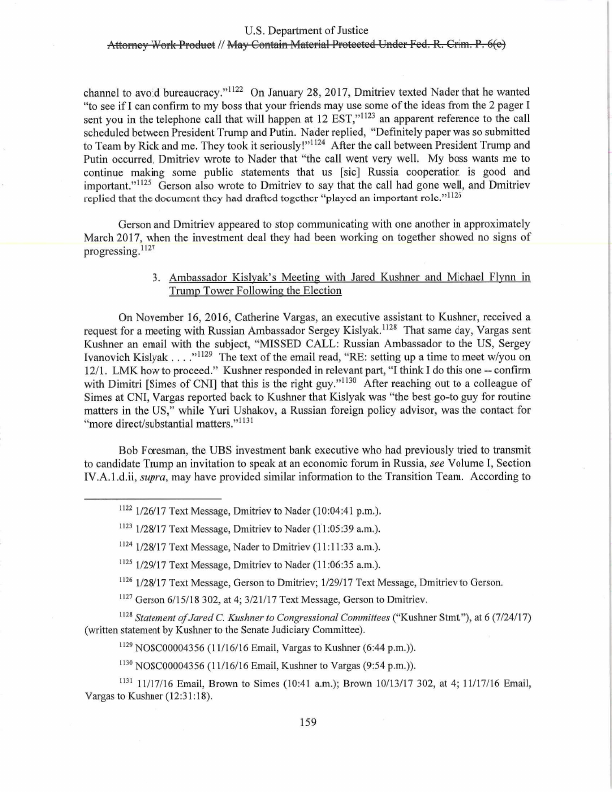 U.S. Department of Justice
Attorney Work Product // May Contain Material Protected Under Fed. R. Crim. P. 6(e)
channel to avoid bureaucracy."1122 On January 28, 2017, Dmitriev texted Nader that he wanted
"to see if I can confirm to my boss that your friends may use some of the ideas from the 2 pager I
sent you in the telephone call that will happen at 12 EST,"1123 an apparent reference to the call
scheduled between President Trump and Putin. Nader replied, "Definitely paper was so submitted
to Team by Rick and me. They took it seriously!"1124 After the call between President Trump and
Putin occurred, Dmitriev wrote to Nader that "the call went very well. My boss wants me to
continue making some public statements that us [sic] Russia cooperation is good and
important."1125 Gerson also wrote to Dmitriev to say that the call had gone well, and Dmitriev
replied that the document they had drafted together "played an important role."1126
Gerson and Dmitriev appeared to stop communicating with one another in approximately
March 2017, when the investment deal they had been working on together showed no signs of
progressing.1127
3. Ambassador Kislyak's Meeting with Jared Kushner and Michael Flynn in
Trump Tower Following the Election
On November 16, 2016, Catherine Vargas, an executive assistant to Kushner, received a
request for a meeting with Russian Ambassador Sergey Kislyak.1128 That same day, Vargas sent
Kushner an email with the subject, "MISSED CALL: Russian Ambassador to the US, Sergey
Ivanovich Kislyak . . . ."1129 The text of the email read, "RE: setting up a time to meet w/you on
12/1. LMK how to proceed." Kushner responded in relevant part, "I think I do this one -- confirm
with Dimitri [Simes of CNI] that this is the right guy."1130 After reaching out to a colleague of
Simes at CNI, Vargas reported back to Kushner that Kislyak was "the best go-to guy for routine
matters in the US," while Yuri Ushakov, a Russian foreign policy advisor, was the contact for
"more direct/substantial matters."1131
Bob Foresman, the UBS investment bank executive who had previously tried to transmit
to candidate Trump an invitation to speak at an economic forum in Russia, see Volume I, Section
IV.A.1.d.ii, supra, may have provided similar information to the Transition Team. According to
1122 1/26/17 Text Message, Dmitriev to Nader (10:04:41 p.m.).
1123 1/28/17 Text Message, Dmitriev to Nader (11:05:39 a.m.).
1124 1/28/17 Text Message, Nader to Dmitriev (11:11:33 a.m.).
1125 1/29/17 Text Message, Dmitriev to Nader (11:06:35 a.m.).
1126 1/28/17 Text Message, Gerson to Dmitriev; 1/29/17 Text Message, Dmitriev to Gerson.
1127 Gerson 6/15/18 302, at 4; 3/21/17 Text Message, Gerson to Dmitriev.
1128 Statement of Jared C. Kushner to Congressional Committees ("Kushner Stmt."), at 6 (7/24/17)
(written statement by Kushner to the Senate Judiciary Committee).
1129 NOSC00004356 (11/16/16 Email, Vargas to Kushner (6:44 p.m.)).
1130 NOSC00004356 (11/16/16 Email, Kushner to Vargas (9:54 p.m.)).
1131 11/17/16 Email, Brown to Simes (10:41 a.m.); Brown 10/13/17 302, at 4; 11/17/16 Email,
Vargas to Kushner (12:31:18).
159